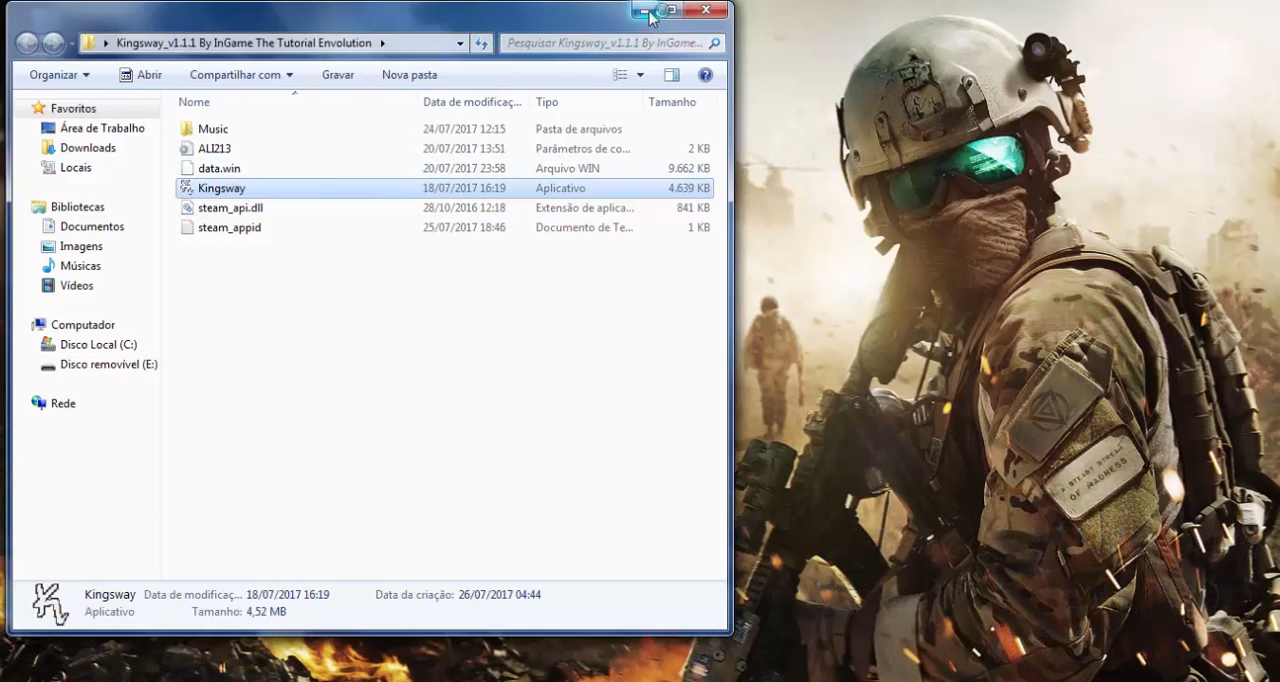 Kingsway_v1.1.1 By InGame The Tutorial Envolution
Pesquisar Kingsway_v1.1.1 By InGame...
Organizar Abrir Compartilhar com Gravar Nova pasta
Nome Data de modificaç... Tipo Tamanho
Favoritos
Área de Trabalho
Downloads
Locais
Bibliotecas
Documentos
Imagens
Músicas
Vídeos
Computador
Disco Local (C:)
Disco removível (E:)
Rede
Music 24/07/2017 12:15 Pasta de arquivos
ALI213 20/07/2017 13:51 Parâmetros de co... 2 KB
data.win 20/07/2017 23:58 Arquivo WIN 9.662 KB
Kingsway 18/07/2017 16:19 Aplicativo 4.639 KB
steam_api.dll 28/10/2016 12:18 Extensão de aplica... 841 KB
steam_appid 25/07/2017 18:46 Documento de Te... 1 KB
Kingsway Data de modificaç... 18/07/2017 16:19 Data da criação: 26/07/2017 04:44
Aplicativo Tamanho: 4,52 MB
A STEADY STREAM
OF MADNESS